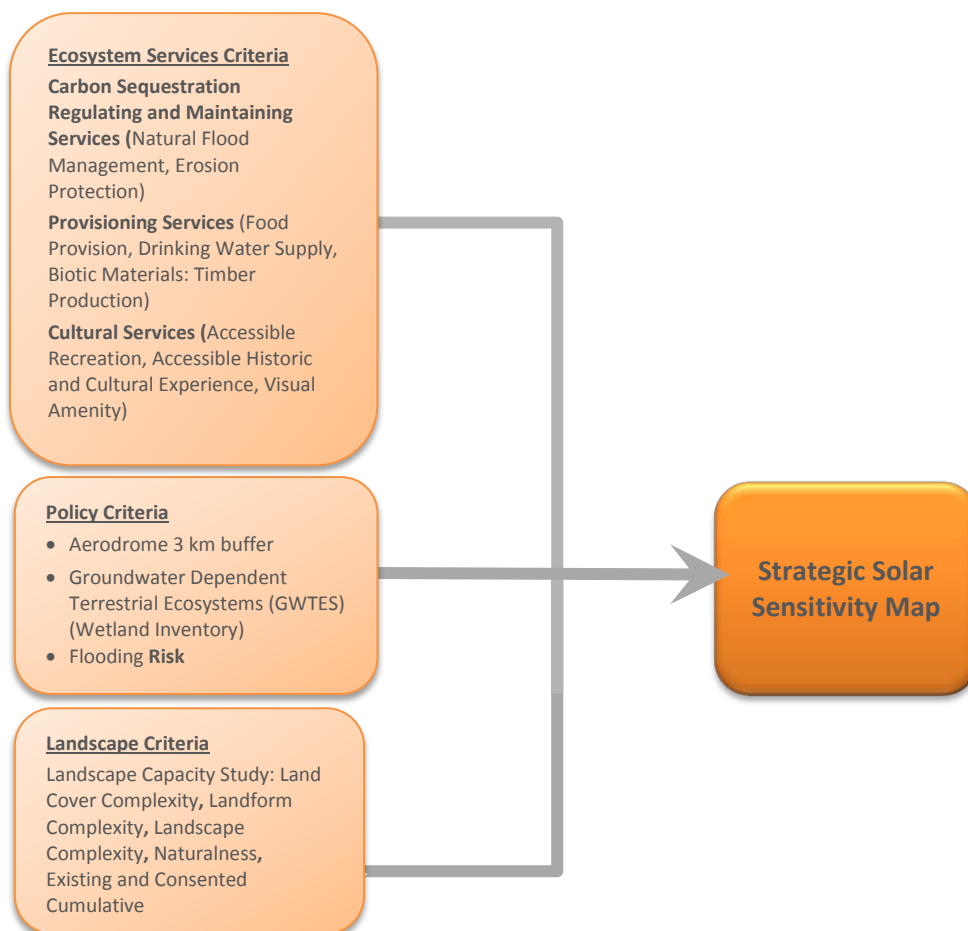 Ecosystem Services Criteria
Carbon Sequestration
Regulating and Maintaining
Services (Natural Flood
Management, Erosion
Protection)
Provisioning Services (Food
Provision, Drinking Water Supply,
Biotic Materials: Timber
Production)
Cultural Services (Accessible
Recreation, Accessible Historic
and Cultural Experience, Visual
Amenity)
Policy Criteria
• Aerodrome 3 km buffer
• Groundwater Dependent
Terrestrial Ecosystems (GWTES)
(Wetland Inventory)
• Flooding Risk
Landscape Criteria
Landscape Capacity Study: Land
Cover Complexity, Landform
Complexity, Landscape
Complexity, Naturalness,
Existing and Consented
Cumulative
Strategic Solar
Sensitivity Map